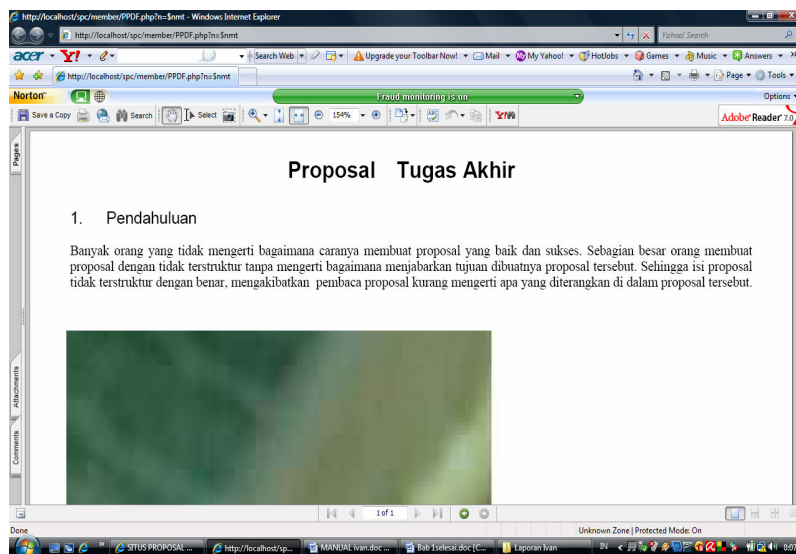 http://localhost/spc/member/PPDF.php?n=$nmt - Windows Internet Explorer
http://localhost/spc/member/PPDF.php?n=$nmt
Yahoo! Search
acer Y! Search Web Upgrade your Toolbar Now! Mail My Yahoo! HotJobs Games Music Answers
http://localhost/spc/member/PPDF.php?n=$nmt Page Tools
Norton Fraud monitoring is on Options
Save a Copy Search Select 154% Y! Adobe Reader 7.0
Pages
Proposal Tugas Akhir
1. Pendahuluan
Banyak orang yang tidak mengerti bagaimana caranya membuat proposal yang baik dan sukses. Sebagian besar orang membuat
proposal dengan tidak terstruktur tanpa mengerti bagaimana menjabarkan tujuan dibuatnya proposal tersebut. Sehingga isi proposal
tidak terstruktur dengan benar, mengakibatkan pembaca proposal kurang mengerti apa yang diterangkan di dalam proposal tersebut.
Attachments
Comments
1 of 1
Done Unknown Zone | Protected Mode: On
SITUS PROPOSAL ... http://localhost/sp... MANUAL ivan.doc ... Bab 1selesai.doc [C... Laporan Ivan IN 0:07